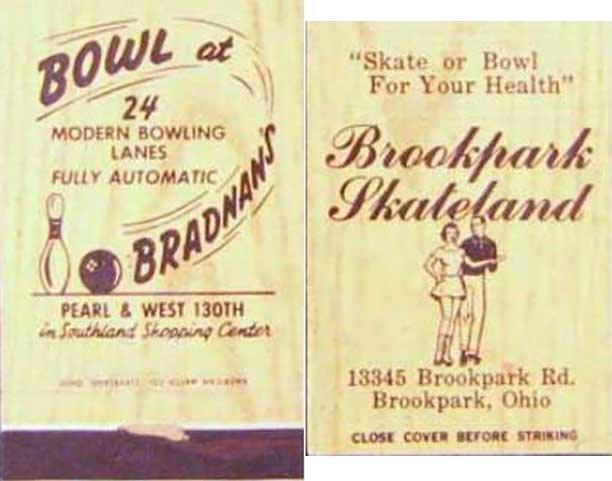 BOWL at
24
MODERN BOWLING
LANES
FULLY AUTOMATIC
BRADNAN'S
PEARL & WEST 130TH
in Southland Shopping Center
"Skate or Bowl
For Your Health"
Brookpark
Skateland
13345 Brookpark Rd.
Brookpark, Ohio
CLOSE COVER BEFORE STRIKING